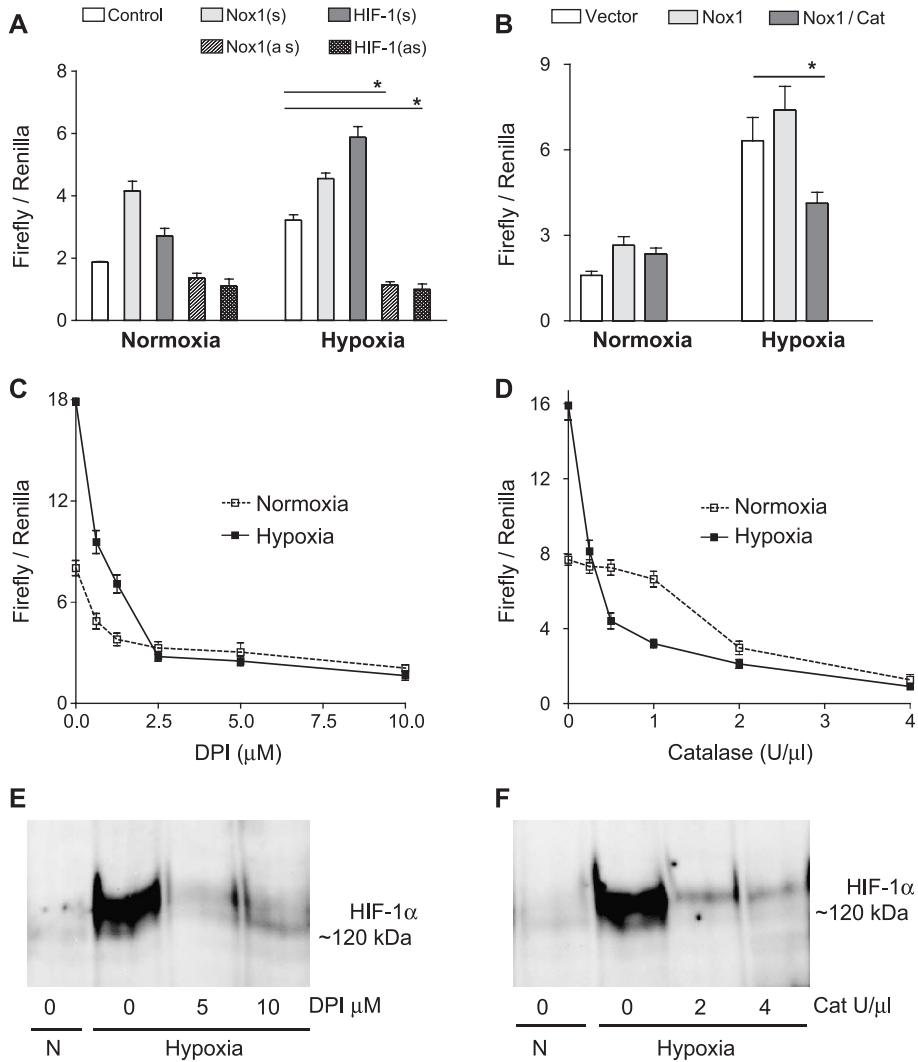 A
Control
Nox1(s)
HIF-1(s)
Nox1(a s)
HIF-1(as)
Firefly / Renilla
8
6
4
2
0
*
*
Normoxia
Hypoxia
B
Vector
Nox1
Nox1 / Cat
Firefly / Renilla
9
6
3
0
*
Normoxia
Hypoxia
C
Firefly / Renilla
18
12
6
0
Normoxia
Hypoxia
0.0
2.5
5.0
7.5
10.0
DPI (μM)
D
Firefly / Renilla
16
12
8
4
0
Normoxia
Hypoxia
0
1
2
3
4
Catalase (U/μl)
E
HIF-1α
~120 kDa
0
0
5
10
DPI μM
N
Hypoxia
F
HIF-1α
~120 kDa
0
0
2
4
Cat U/μl
N
Hypoxia